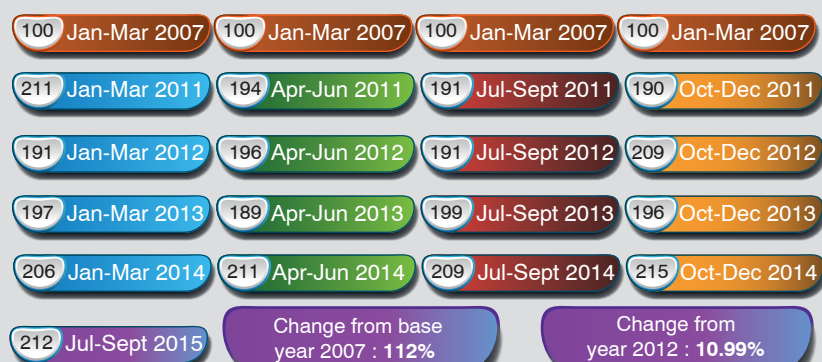 100 Jan-Mar 2007 100 Jan-Mar 2007 100 Jan-Mar 2007 100 Jan-Mar 2007
211 Jan-Mar 2011 194 Apr-Jun 2011 191 Jul-Sept 2011 190 Oct-Dec 2011
191 Jan-Mar 2012 196 Apr-Jun 2012 191 Jul-Sept 2012 209 Oct-Dec 2012
197 Jan-Mar 2013 189 Apr-Jun 2013 199 Jul-Sept 2013 196 Oct-Dec 2013
206 Jan-Mar 2014 211 Apr-Jun 2014 209 Jul-Sept 2014 215 Oct-Dec 2014
212 Jul-Sept 2015
Change from base
year 2007 : 112%
Change from
year 2012 : 10.99%